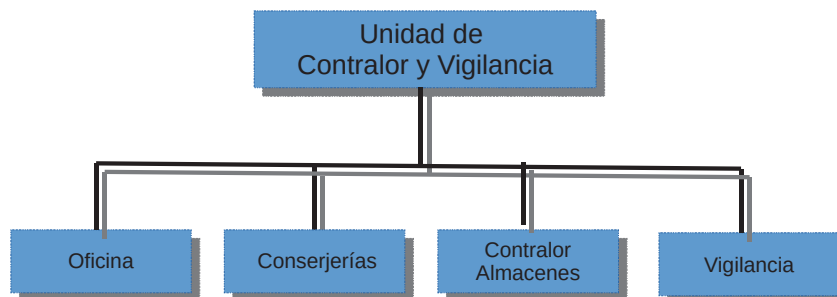 Unidad de
Contralor y Vigilancia
Oficina
Conserjerías
Contralor
Almacenes
Vigilancia